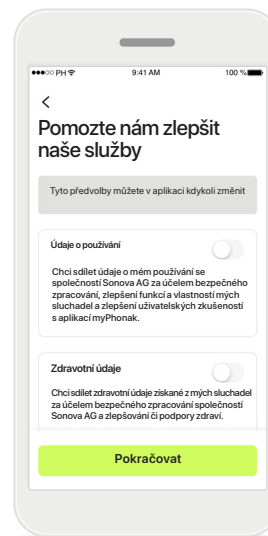 PH 9:41 AM 100 %
Pomozte nám zlepšit
naše služby
Tyto předvolby můžete v aplikaci kdykoli změnit
Údaje o používání
Chci sdílet údaje o mém používání se
společností Sonova AG za účelem bezpečného
zpracování, zlepšení funkcí a vlastností mých
sluchadel a zlepšení uživatelských zkušeností
s aplikací myPhonak.
Zdravotní údaje
Chci sdílet zdravotní údaje získané z mých sluchadel
za účelem bezpečného zpracování společností
Sonova AG a zlepšování či podpory zdraví.
Pokračovat